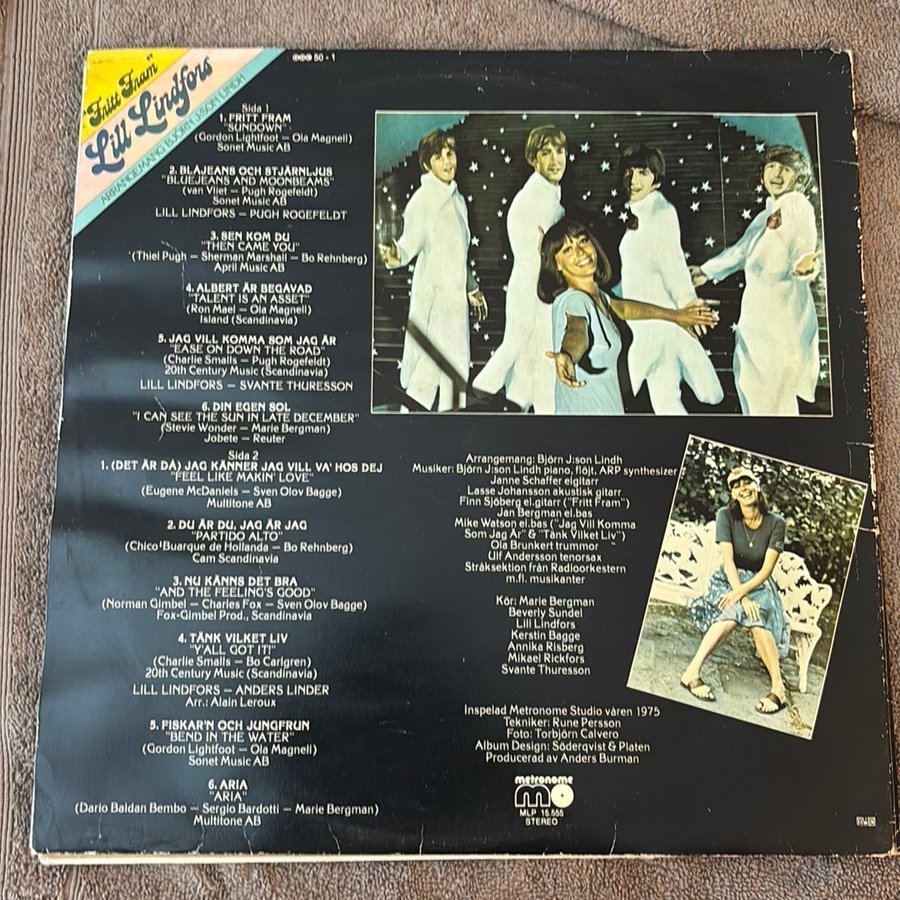 "Fritt Fram"
Lill Lindfors
ARRANGEMANG BJÖRN J:SON LINDH
50 - 1
Sida 1
1. FRITT FRAM
"SUNDOWN"
(Gordon Lightfoot — Ola Magnell)
Sonet Music AB
2. BLÅJEANS OCH STJÄRNLJUS
"BLUEJEANS AND MOONBEAMS"
(van Vliet — Pugh Rogefeldt)
Sonet Music AB
LILL LINDFORS — PUGH ROGEFELDT
3. SEN KOM DU
"THEN CAME YOU"
(Thiel Pugh — Sherman Marshall — Bo Rehnberg)
April Music AB
4. ALBERT ÄR BEGÅVAD
"TALENT IS AN ASSET"
(Ron Mael — Ola Magnell)
Island (Scandinavia)
5. JAG VILL KOMMA SOM JAG ÄR
"EASE ON DOWN THE ROAD"
(Charlie Smalls — Pugh Rogefeldt)
20th Century Music (Scandinavia)
LILL LINDFORS — SVANTE THURESSON
6. DIN EGEN SOL
"I CAN SEE THE SUN IN LATE DECEMBER"
(Stevie Wonder — Marie Bergman)
Jobete — Reuter
Sida 2
1. (DET ÄR DÅ) JAG KÄNNER JAG VILL VA' HOS DEJ
"FEEL LIKE MAKIN' LOVE"
(Eugene McDaniels — Sven Olov Bagge)
Multitone AB
2. DU ÄR DU, JAG ÄR JAG
"PARTIDO ALTO"
(Chico Buarque de Hollanda — Bo Rehnberg)
Cam Scandinavia
3. NU KÄNNS DET BRA
"AND THE FEELING'S GOOD"
(Norman Gimbel — Charles Fox — Sven Olov Bagge)
Fox-Gimbel Prod., Scandinavia
4. TÄNK VILKET LIV
"Y'ALL GOT IT!"
(Charlie Smalls — Bo Carlgren)
20th Century Music (Scandinavia)
LILL LINDFORS — ANDERS LINDER
Arr.: Alain Leroux
5. FISKAR'N OCH JUNGFRUN
"BEND IN THE WATER"
(Gordon Lightfoot — Ola Magnell)
Sonet Music AB
6. ARIA
"ARIA"
(Dario Baldan Bembo — Sergio Bardotti — Marie Bergman)
Multitone AB
Arrangemang: Björn J:son Lindh
Musiker: Björn J:son Lindh piano, flöjt, ARP synthesizer
Janne Schaffer elgitarr
Lasse Johansson akustisk gitarr
Finn Sjöberg el.gitarr ("Fritt Fram")
Jan Bergman el.bas
Mike Watson el.bas ("Jag Vill Komma
Som Jag Är" & "Tänk Vilket Liv")
Ola Brunkert trummor
Ulf Andersson tenorsax
Stråksektion från Radioorkestern
m.fl. musikanter
Kör: Marie Bergman
Beverly Sundel
Lill Lindfors
Kerstin Bagge
Annika Risberg
Mikael Rickfors
Svante Thuresson
Inspelad Metronome Studio våren 1975
Tekniker: Rune Persson
Foto: Torbjörn Calvero
Album Design: Söderqvist & Platen
Producerad av Anders Burman
metronome
MLP 15.555
STEREO